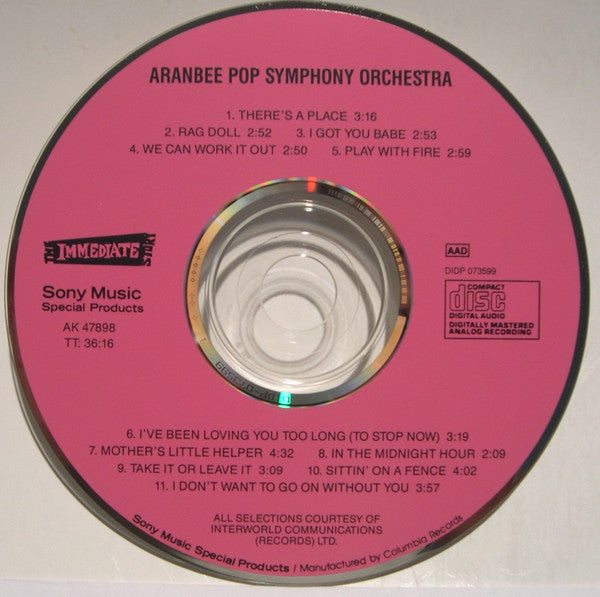 ARANBEE POP SYMPHONY ORCHESTRA
1. THERE'S A PLACE 3:16
2. RAG DOLL 2:52 3. I GOT YOU BABE 2:53
4. WE CAN WORK IT OUT 2:50 5. PLAY WITH FIRE 2:59
THE IMMEDIATE STORY
Sony Music
Special Products
AK 47898
TT: 36:16
AAD
DIDP 073599
COMPACT
disc
DIGITAL AUDIO
DIGITALLY MASTERED
ANALOG RECORDING
6. I'VE BEEN LOVING YOU TOO LONG (TO STOP NOW) 3:19
7. MOTHER'S LITTLE HELPER 4:32 8. IN THE MIDNIGHT HOUR 2:09
9. TAKE IT OR LEAVE IT 3:09 10. SITTIN' ON A FENCE 4:02
11. I DON'T WANT TO GO ON WITHOUT YOU 3:57
ALL SELECTIONS COURTESY OF
INTERWORLD COMMUNICATIONS
(RECORDS) LTD.
Sony Music Special Products / Manufactured by Columbia Records